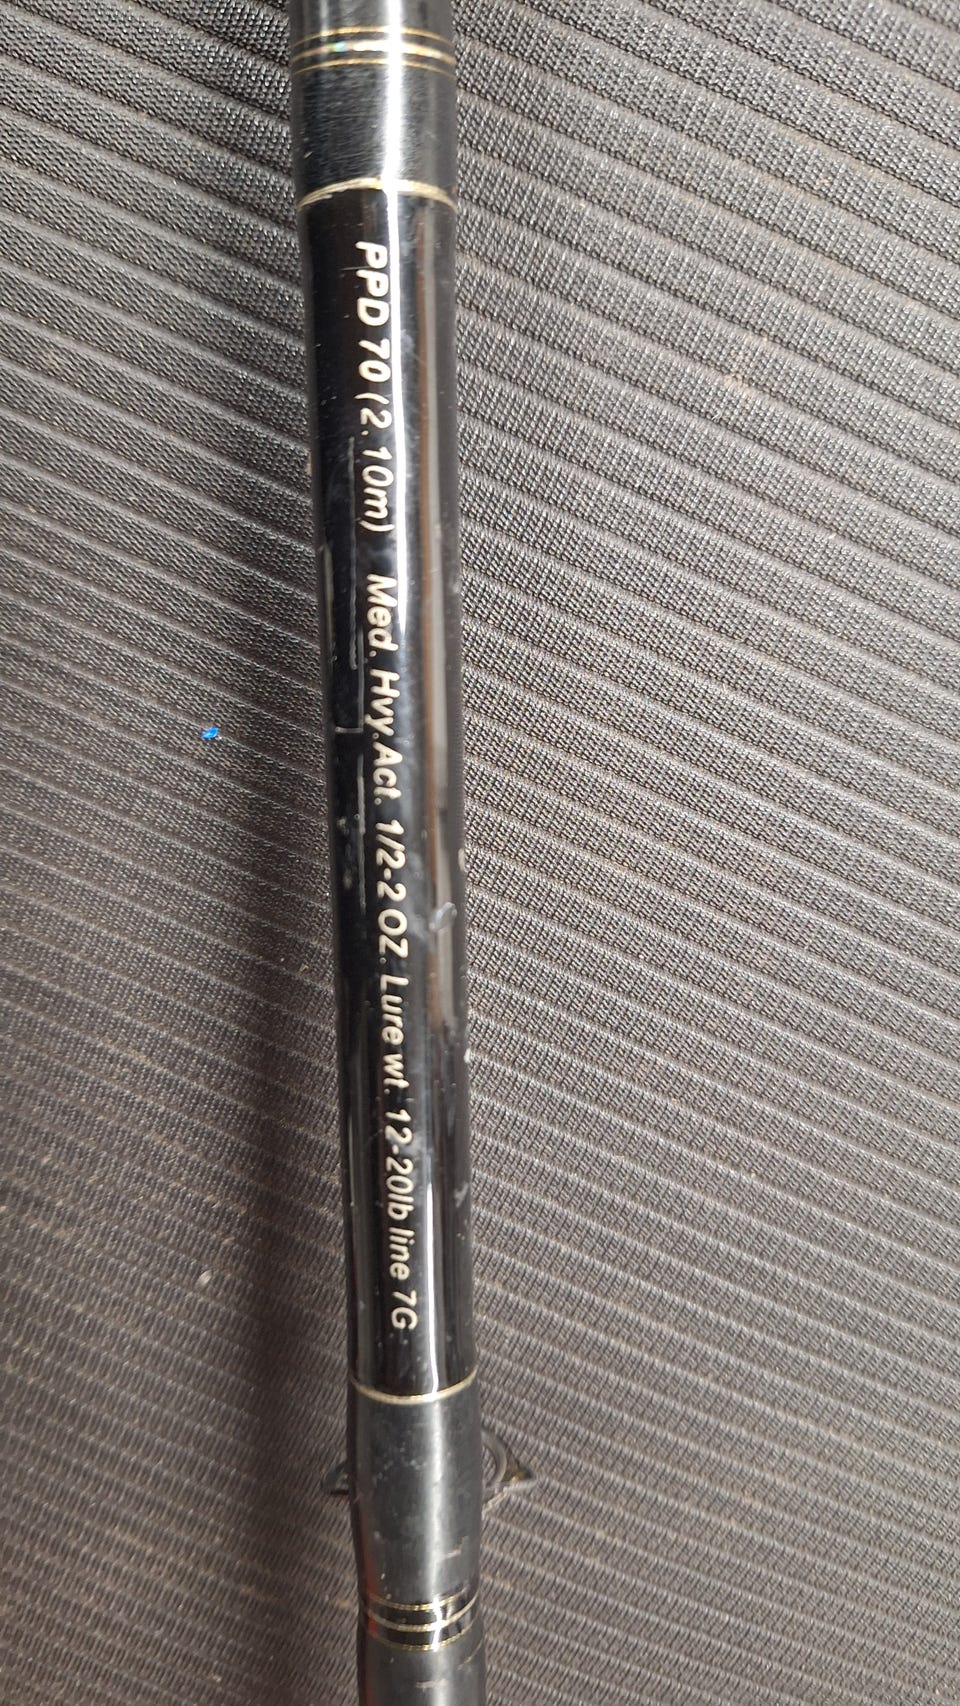 PPD 70 (2.10m) Med. Hvy.Act. 1/2-2 OZ. Lure wt. 12-20lb line 7G